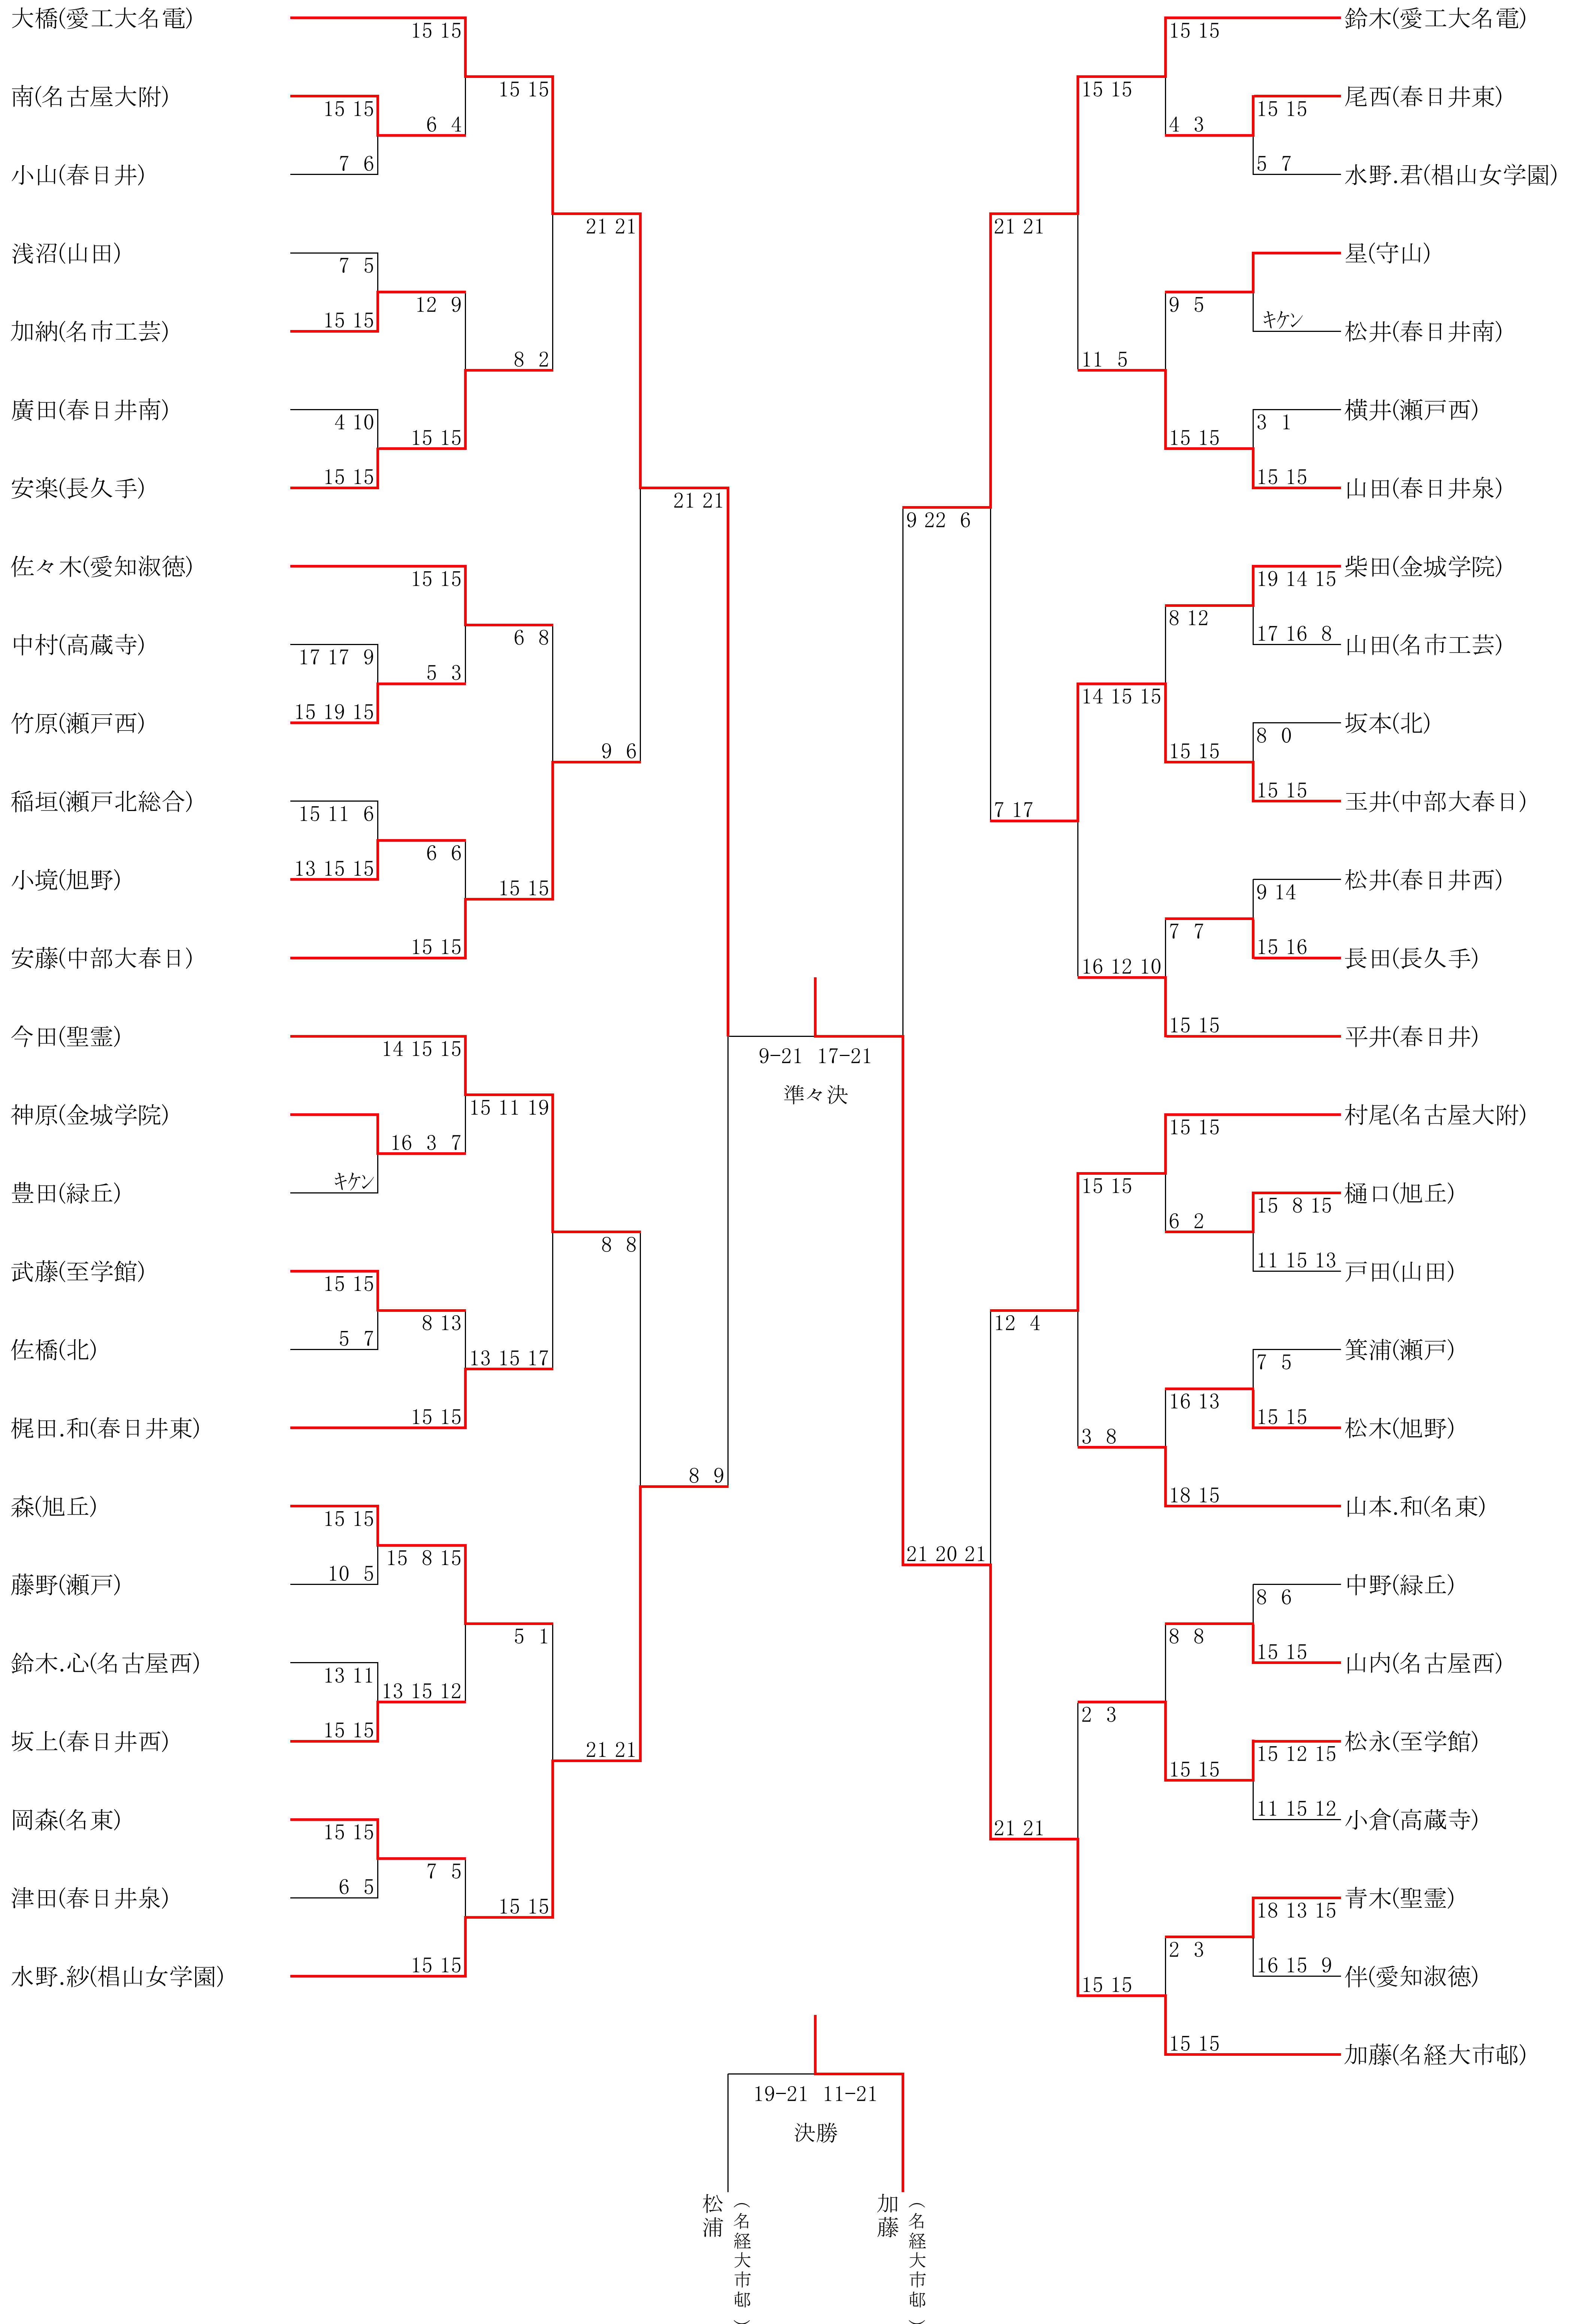 大橋(愛工大名電)
15 15
南(名古屋大附)
15 15
15 15
6 4
小山(春日井)
7 6
21 21
浅沼(山田)
7 5
12 9
加納(名市工芸)
15 15
8 2
廣田(春日井南)
4 10
15 15
安楽(長久手)
15 15
21 21
佐々木(愛知淑徳)
15 15
6 8
中村(高蔵寺)
17 17 9
5 3
竹原(瀬戸西)
15 19 15
9 6
稲垣(瀬戸北総合)
15 11 6
6 6
小境(旭野)
13 15 15
15 15
安藤(中部大春日)
15 15
今田(聖霊)
14 15 15
15 11 19
神原(金城学院)
16 3 7
豊田(緑丘)
キケン
8 8
武藤(至学館)
15 15
8 13
佐橋(北)
5 7
13 15 17
梶田.和(春日井東)
15 15
8 9
森(旭丘)
15 15
15 8 15
藤野(瀬戸)
10 5
5 1
鈴木.心(名古屋西)
13 11
13 15 12
坂上(春日井西)
15 15
21 21
岡森(名東)
15 15
7 5
津田(春日井泉)
6 5
15 15
水野.紗(椙山女学園)
15 15
9-21 17-21
準々決
鈴木(愛工大名電)
15 15
15 15
尾西(春日井東)
15 15
4 3
水野.君(椙山女学園)
5 7
21 21
星(守山)
9 5
松井(春日井南)
キケン
11 5
横井(瀬戸西)
3 1
15 15
山田(春日井泉)
15 15
9 22 6
柴田(金城学院)
19 14 15
8 12
山田(名市工芸)
17 16 8
14 15 15
坂本(北)
8 0
15 15
玉井(中部大春日)
15 15
7 17
松井(春日井西)
9 14
7 7
長田(長久手)
15 16
16 12 10
平井(春日井)
15 15
村尾(名古屋大附)
15 15
15 15
樋口(旭丘)
15 8 15
6 2
戸田(山田)
11 15 13
12 4
箕浦(瀬戸)
7 5
16 13
松木(旭野)
15 15
3 8
山本.和(名東)
18 15
21 20 21
中野(緑丘)
8 6
8 8
山内(名古屋西)
15 15
2 3
松永(至学館)
15 12 15
15 15
小倉(高蔵寺)
11 15 12
21 21
青木(聖霊)
18 13 15
2 3
伴(愛知淑徳)
16 15 9
15 15
加藤(名経大市邨)
15 15
19-21 11-21
決勝
松浦
(名経大市邨)
加藤
(名経大市邨)